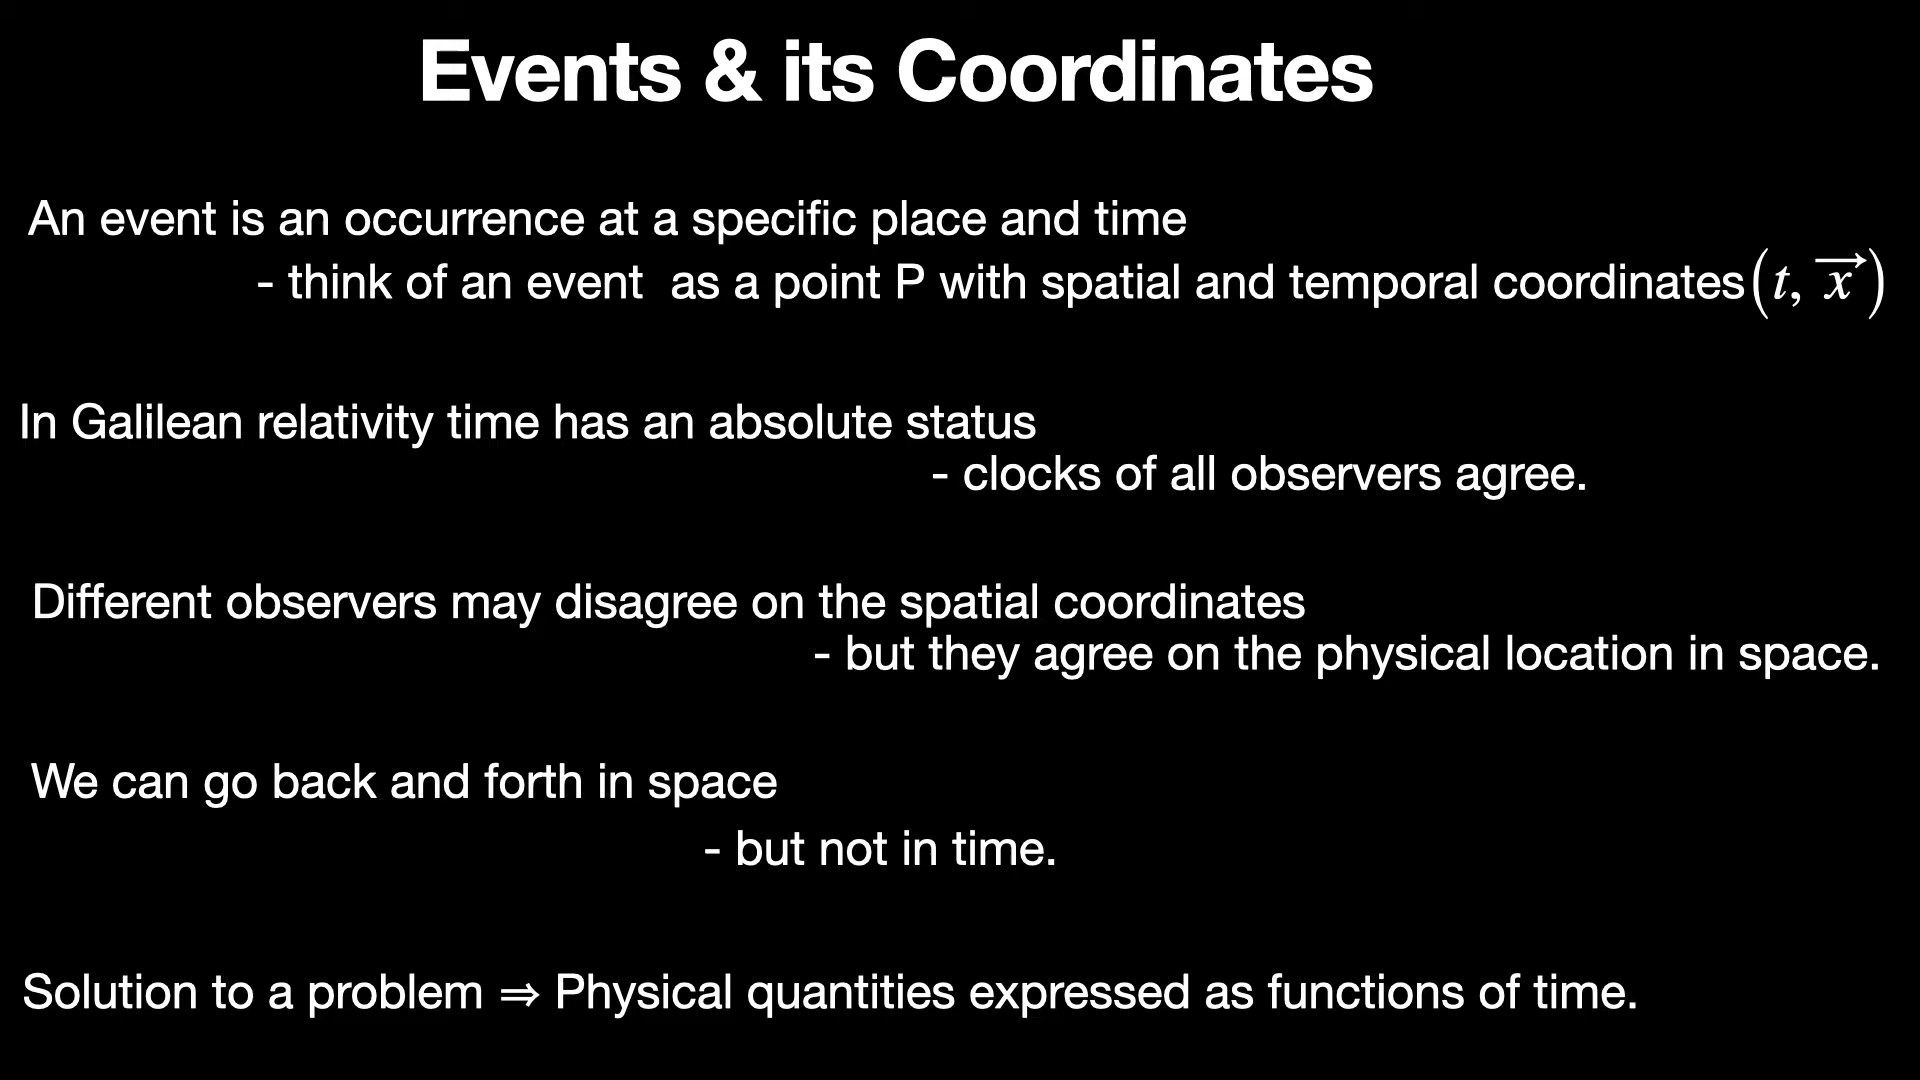 Events & its Coordinates
An event is an occurrence at a specific place and time
- think of an event as a point P with spatial and temporal coordinates (t, x⃗)
In Galilean relativity time has an absolute status
- clocks of all observers agree.
Different observers may disagree on the spatial coordinates
- but they agree on the physical location in space.
We can go back and forth in space
- but not in time.
Solution to a problem ⇒ Physical quantities expressed as functions of time.